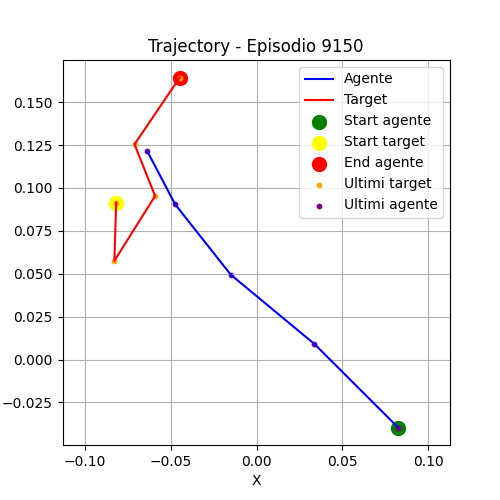 Trajectory - Episodio 9150
Agente
Target
Start agente
Start target
End agente
Ultimi target
Ultimi agente
0.150
0.125
0.100
0.075
0.050
0.025
0.000
−0.025
−0.10
−0.05
0.00
0.05
0.10
X